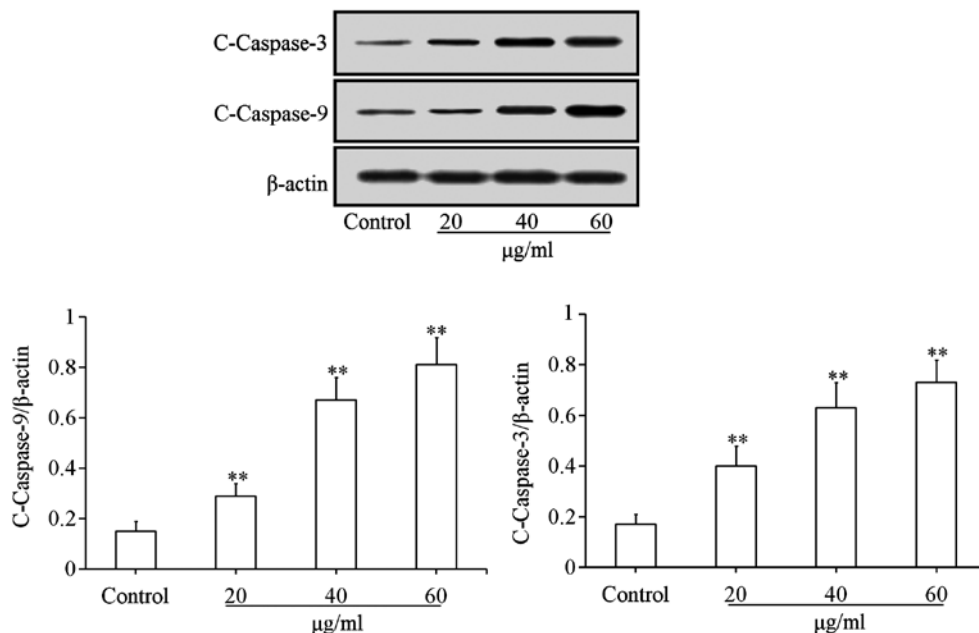 C-Caspase-3
C-Caspase-9
β-actin
Control 20 40 60
μg/ml
C-Caspase-9/β-actin
1
0.8
0.6
0.4
0.2
0
**
**
**
Control 20 40 60
μg/ml
C-Caspase-3/β-actin
1
0.8
0.6
0.4
0.2
0
**
**
**
Control 20 40 60
μg/ml